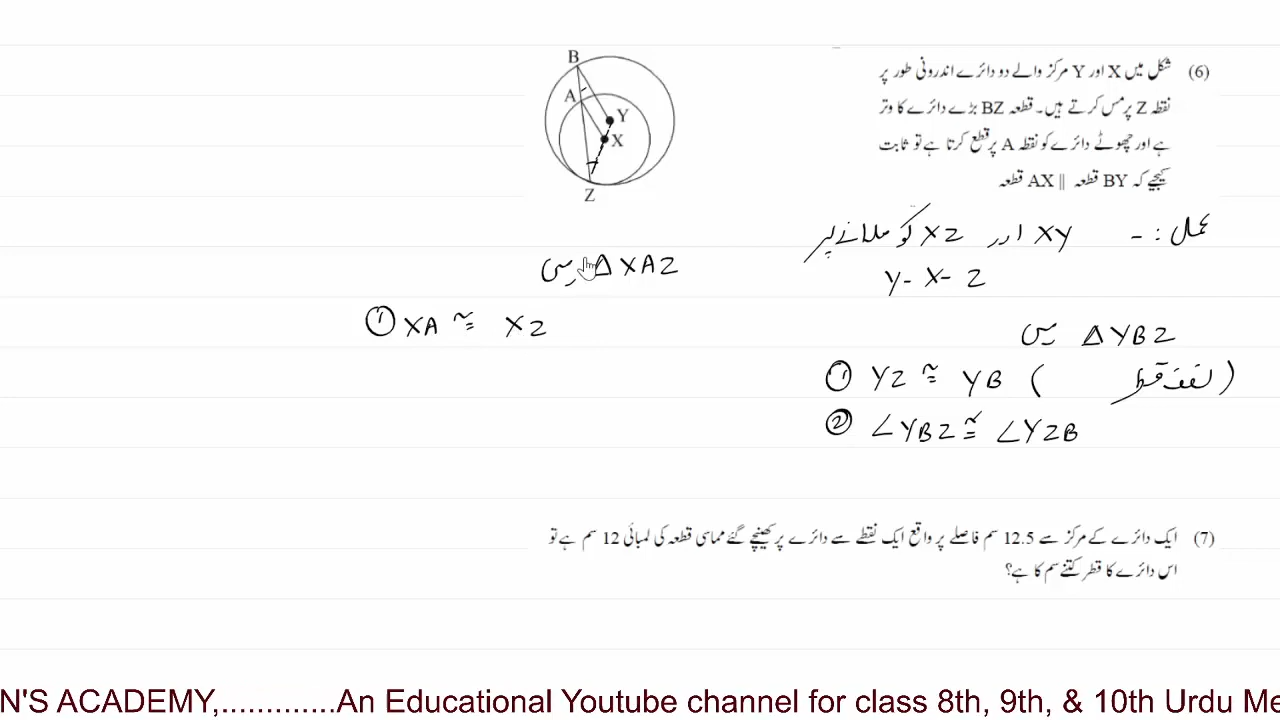 B
A
Y
X
Z
(6) شکل میں X اور Y مرکز والے دو دائرے اندرونی طور پر
نقطہ Z پر مس کرتے ہیں۔ قطعہ BZ بڑے دائرے کا وتر
ہے اور چھوٹے دائرے کو نقطہ A پر قطع کرتا ہے تو ثابت
کیجیے کہ BY قطعہ || AX قطعہ
عمل :- XY اور XZ کو ملانے پر
Y - X - Z
△ YBZ میں
① YZ ≅ YB ( نصف قطر )
② ∠YBZ ≅ ∠YZB
△ XAZ میں
① XA ≅ XZ
(7) ایک دائرے کے مرکز سے 12.5 سم فاصلے پر واقع ایک نقطے سے دائرے پر کھینچے گئے مماسی قطعہ کی لمبائی 12 سم ہے تو
اس دائرے کا قطر کتنے سم کا ہے؟
N'S ACADEMY,.............An Educational Youtube channel for class 8th, 9th, & 10th Urdu Me